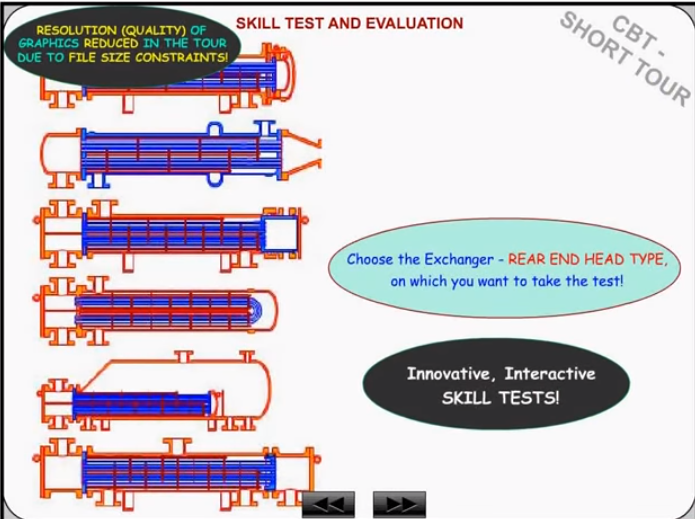 RESOLUTION (QUALITY) OF
GRAPHICS REDUCED IN THE TOUR
DUE TO FILE SIZE CONSTRAINTS!
SKILL TEST AND EVALUATION
CBT -
SHORT TOUR
Choose the Exchanger - REAR END HEAD TYPE,
on which you want to take the test!
Innovative, Interactive
SKILL TESTS!